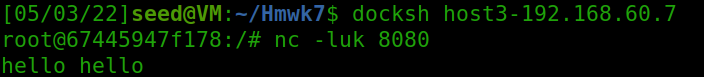 [05/03/22]seed@VM:~/Hmwk7$ docksh host3-192.168.60.7
root@67445947f178:/# nc -luk 8080
hello hello